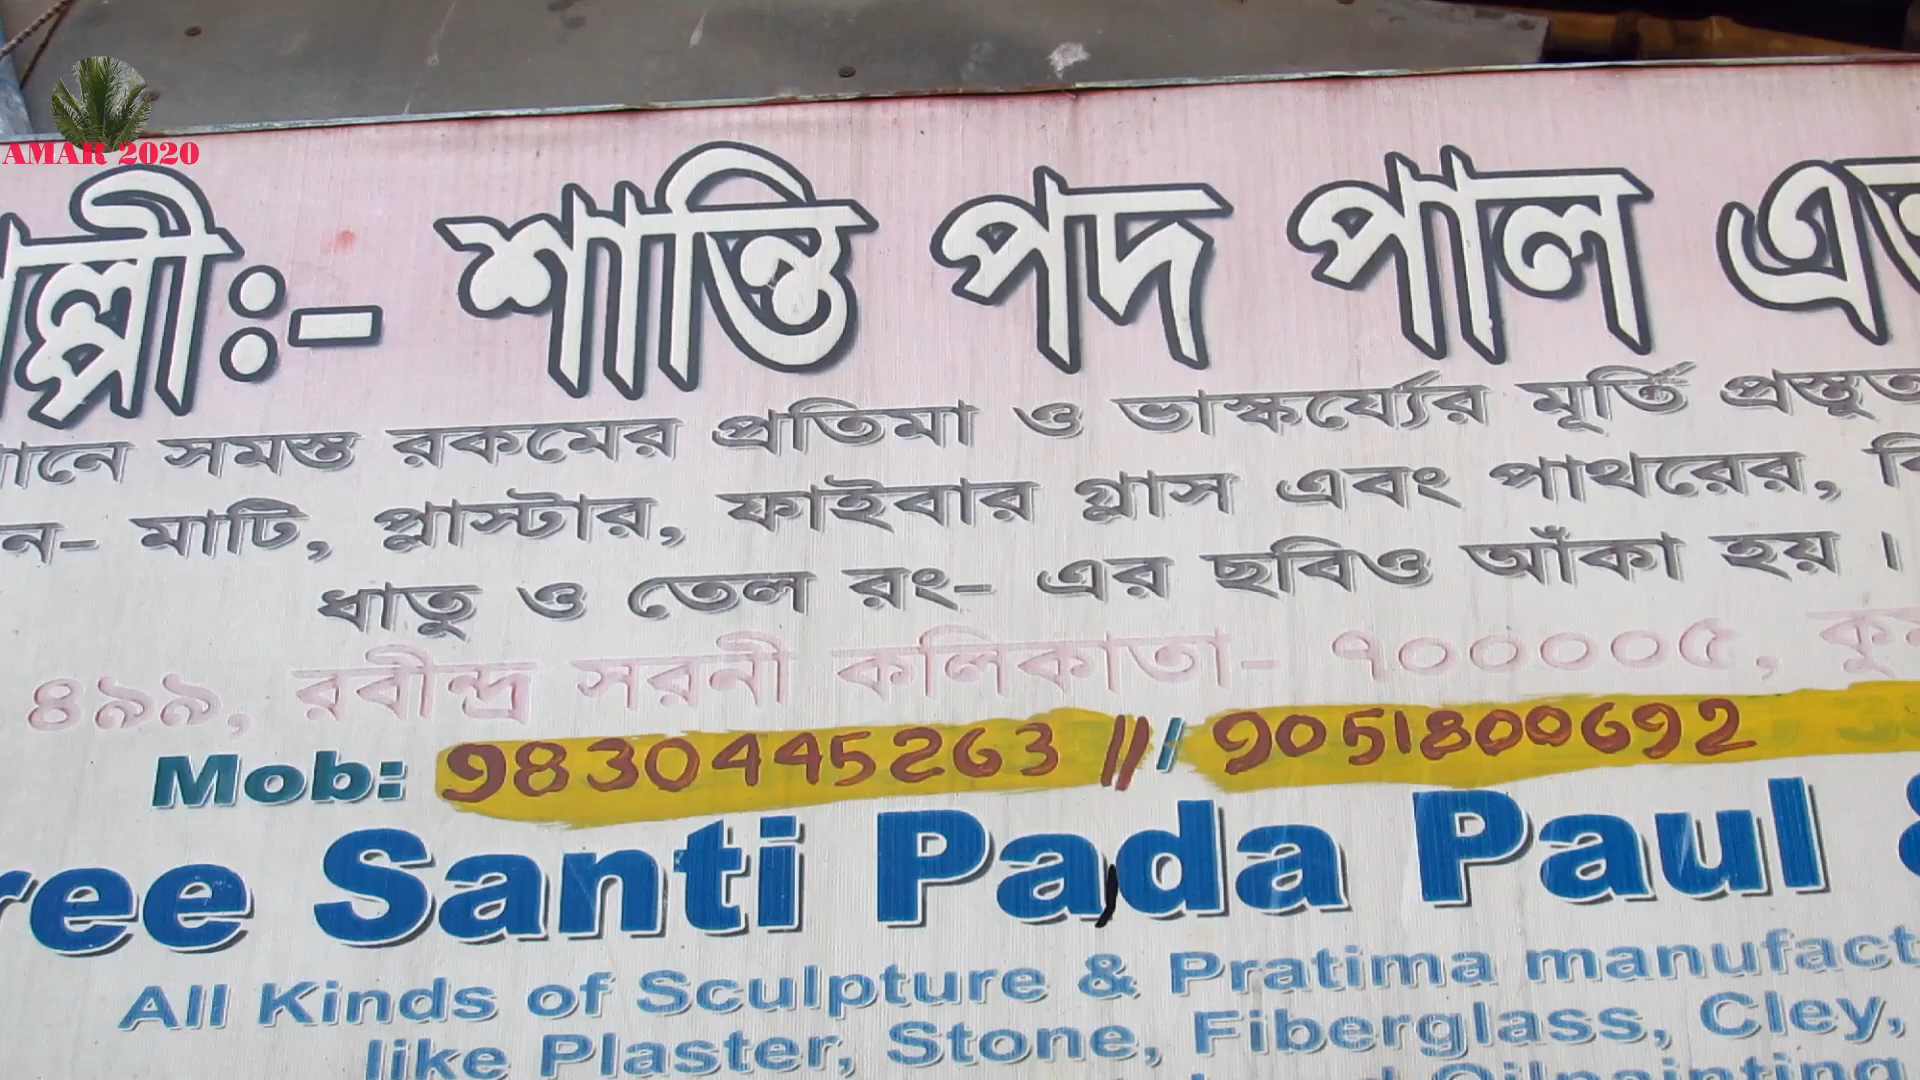 AMAR 2020
ল্পী:- শান্তি পদ পাল
সমস্ত রকমের প্রতিমা ও ভাস্কর্য্যের মূর্তি প্রস্তুত
ন- মাটি, প্লাস্টার, ফাইবার গ্লাস এবং পাথরের,
ধাতু ও তেল রং- এর ছবিও আঁকা হয় ।
৪৯৯, রবীন্দ্র সরনী কলিকাতা- ৭০০০০৫,
Mob: 9830445263 // 9051800692
ree Santi Pada Paul &
All Kinds of Sculpture & Pratima manufact
like Plaster, Stone, Fiberglass, Cley,